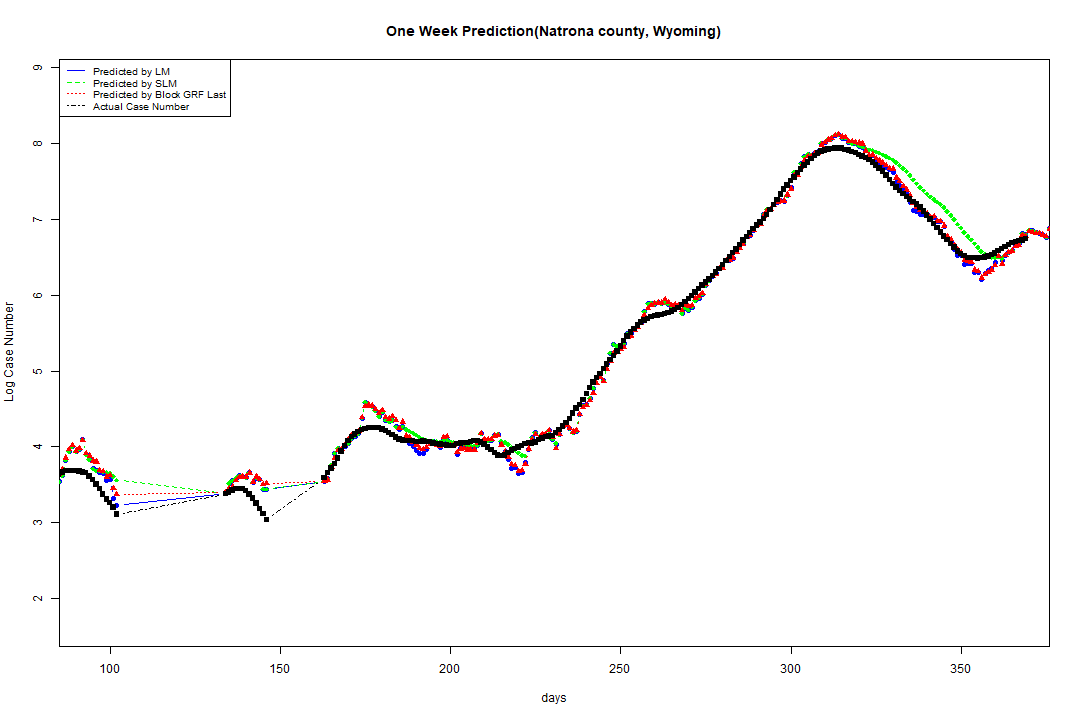 One Week Prediction(Natrona county, Wyoming)
Predicted by LM
Predicted by SLM
Predicted by Block GRF Last
Actual Case Number
Log Case Number
9
8
7
6
5
4
3
2
100 150 200 250 300 350
days